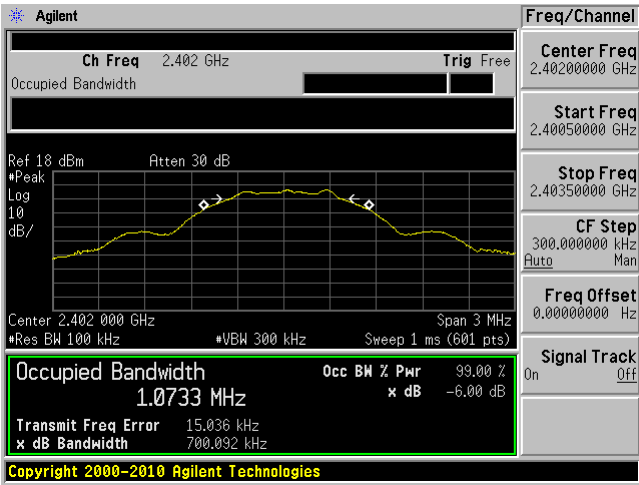 Agilent
Freq/Channel
Ch Freq 2.402 GHz Trig Free
Occupied Bandwidth
Center Freq
2.40200000 GHz
Start Freq
2.40050000 GHz
Stop Freq
2.40350000 GHz
CF Step
300.000000 kHz
Auto Man
Freq Offset
0.00000000 Hz
Signal Track
On Off
Ref 18 dBm Atten 30 dB
#Peak
Log
10
dB/
Center 2.402 000 GHz Span 3 MHz
#Res BW 100 kHz #VBW 300 kHz Sweep 1 ms (601 pts)
Occupied Bandwidth Occ BW % Pwr 99.00 %
1.0733 MHz x dB -6.00 dB
Transmit Freq Error 15.036 kHz
x dB Bandwidth 700.092 kHz
Copyright 2000-2010 Agilent Technologies